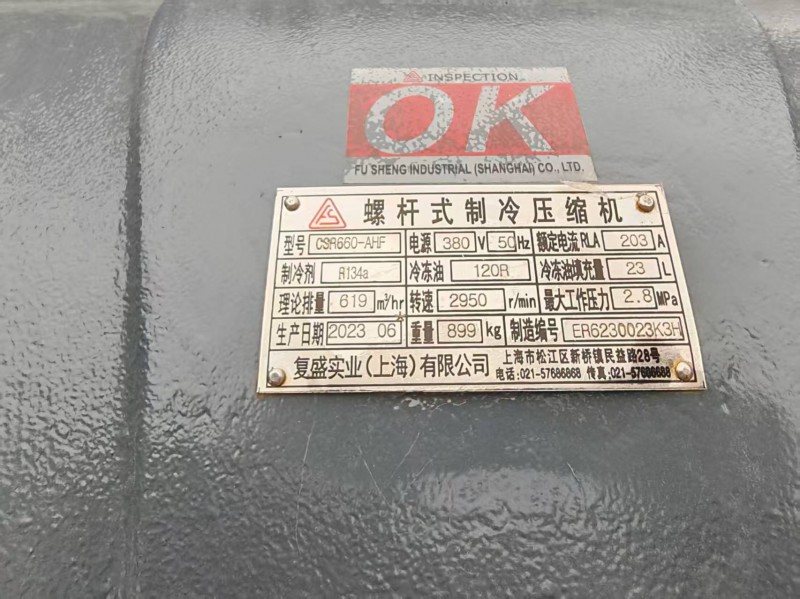 INSPECTION
OK
FU SHENG INDUSTRIAL (SHANGHAI) CO., LTD.
FS 螺杆式制冷压缩机
型号 CSR660-AHF 电源 380 V 50 Hz 额定电流RLA 203 A
制冷剂 R134a 冷冻油 120R 冷冻油填充量 23 L
理论排量 619 m³/hr 转速 2950 r/min 最大工作压力 2.8 MPa
生产日期 2023 06 重量 899 kg 制造编号 ER6230023K3H
复盛实业(上海)有限公司 上海市松江区新桥镇民益路28号
电话:021-57686868 传真:021-57686688